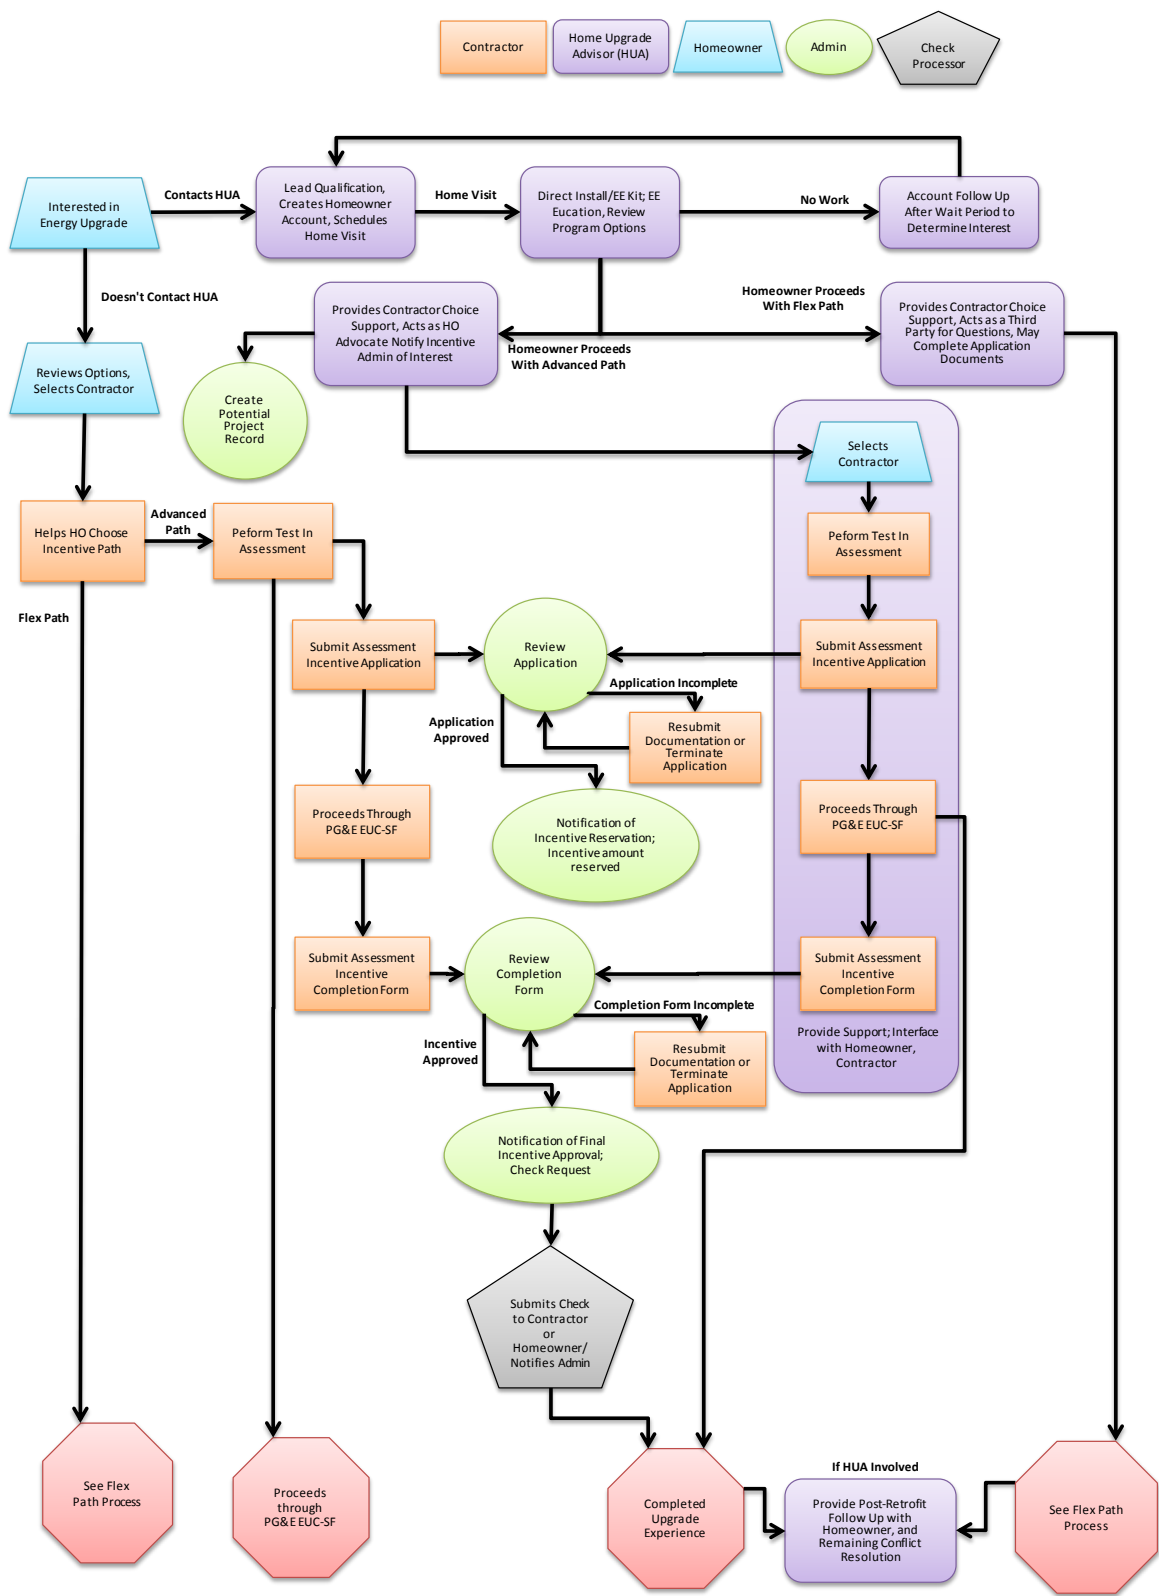 Contractor
Home Upgrade
Advisor (HUA)
Homeowner
Admin
Check
Processor
Interested in
Energy Upgrade
Contacts HUA
Lead Qualification,
Creates Homeowner
Account, Schedules
Home Visit
Home Visit
Direct Install/EE Kit; EE
Eucation, Review
Program Options
No Work
Account Follow Up
After Wait Period to
Determine Interest
Doesn't Contact HUA
Provides Contractor Choice
Support, Acts as HO
Advocate Notify Incentive
Admin of Interest
Homeowner Proceeds
With Advanced Path
Homeowner Proceeds
With Flex Path
Provides Contractor Choice
Support, Acts as a Third
Party for Questions, May
Complete Application
Documents
Reviews Options,
Selects Contractor
Create
Potential
Project
Record
Selects
Contractor
Helps HO Choose
Incentive Path
Advanced
Path
Peform Test In
Assessment
Peform Test In
Assessment
Flex Path
Submit Assessment
Incentive Application
Review
Application
Submit Assessment
Incentive Application
Application Incomplete
Application
Approved
Resubmit
Documentation or
Terminate
Application
Proceeds Through
PG&E EUC-SF
Notification of
Incentive Reservation;
Incentive amount
reserved
Proceeds Through
PG&E EUC-SF
Submit Assessment
Incentive
Completion Form
Review
Completion
Form
Submit Assessment
Incentive
Completion Form
Completion Form Incomplete
Incentive
Approved
Resubmit
Documentation or
Terminate
Application
Provide Support; Interface
with Homeowner,
Contractor
Notification of Final
Incentive Approval;
Check Request
Submits Check
to Contractor
or
Homeowner/
Notifies Admin
See Flex
Path Process
Proceeds
through
PG&E EUC-SF
Completed
Upgrade
Experience
If HUA Involved
Provide Post-Retrofit
Follow Up with
Homeowner, and
Remaining Conflict
Resolution
See Flex Path
Process